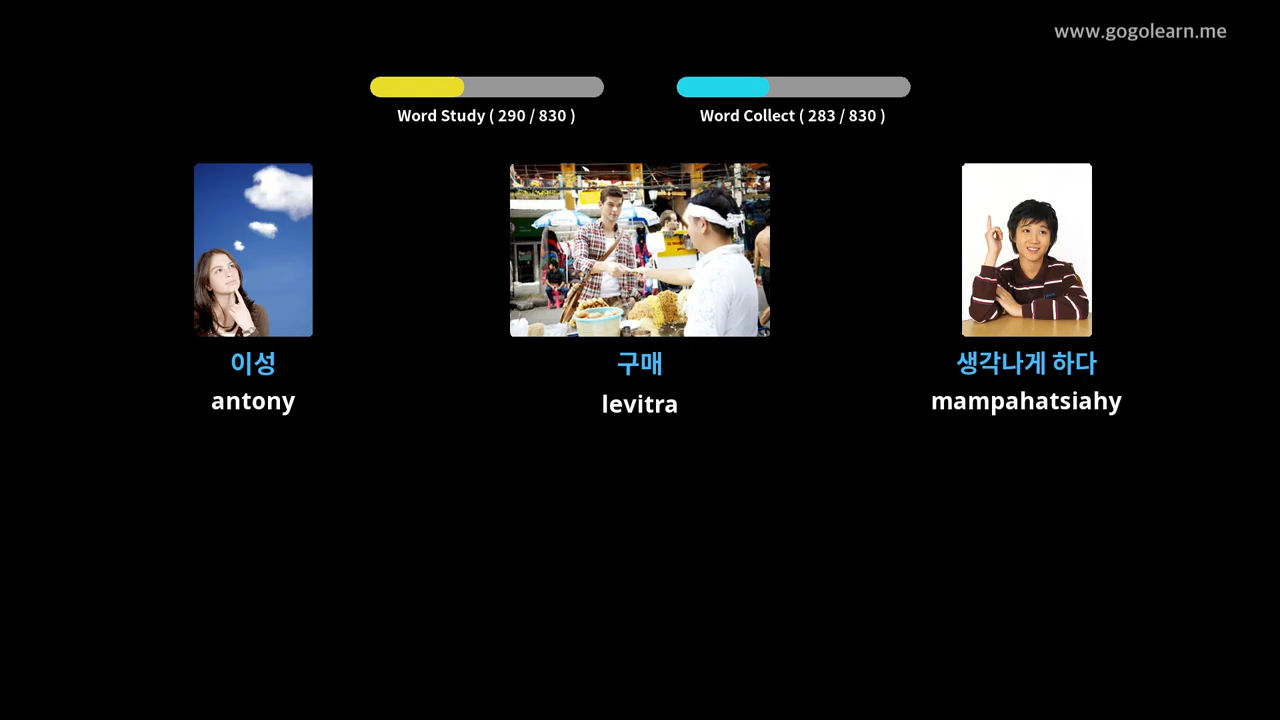 www.gogolearn.me
Word Study ( 290 / 830 )
Word Collect ( 283 / 830 )
이성
구매
생각나게 하다
antony
levitra
mampahatsiahy